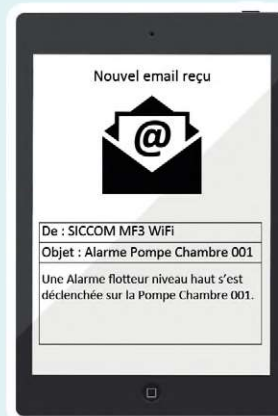 Nouvel email reçu
@
De : SICCOM MF3 WiFi
Objet : Alarme Pompe Chambre 001
Une Alarme flotteur niveau haut s'est
déclenchée sur la Pompe Chambre 001.